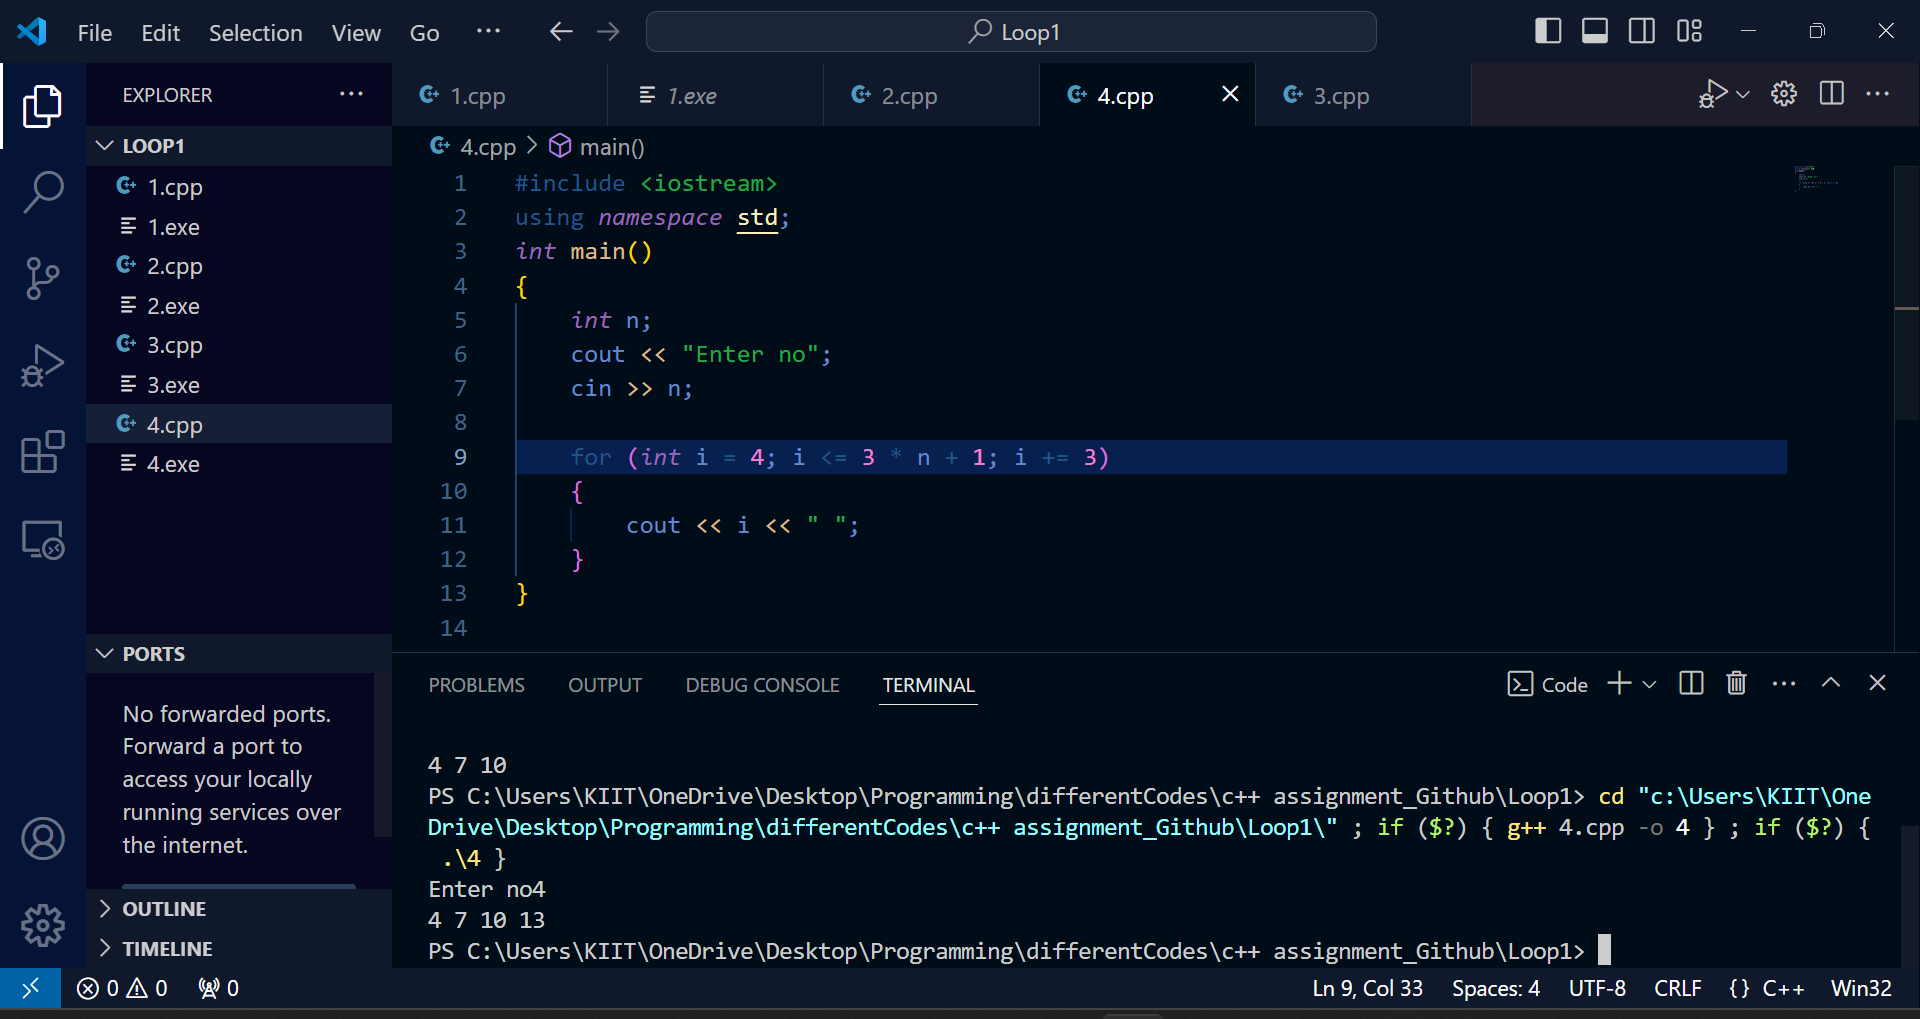 File Edit Selection View Go ··· Loop1
EXPLORER ···
LOOP1
1.cpp
1.exe
2.cpp
2.exe
3.cpp
3.exe
4.cpp
4.exe
PORTS
No forwarded ports.
Forward a port to
access your locally
running services over
the internet.
OUTLINE
TIMELINE
1.cpp 1.exe 2.cpp 4.cpp 3.cpp
4.cpp > main()
1 #include <iostream>
2 using namespace std;
3 int main()
4 {
5 int n;
6 cout << "Enter no";
7 cin >> n;
8
9 for (int i = 4; i <= 3 * n + 1; i += 3)
10 {
11 cout << i << " ";
12 }
13 }
14
PROBLEMS OUTPUT DEBUG CONSOLE TERMINAL Code
4 7 10
PS C:\Users\KIIT\OneDrive\Desktop\Programming\differentCodes\c++ assignment_Github\Loop1> cd "c:\Users\KIIT\One
Drive\Desktop\Programming\differentCodes\c++ assignment_Github\Loop1\" ; if ($?) { g++ 4.cpp -o 4 } ; if ($?) {
.\4 }
Enter no4
4 7 10 13
PS C:\Users\KIIT\OneDrive\Desktop\Programming\differentCodes\c++ assignment_Github\Loop1>
0 0 0 Ln 9, Col 33 Spaces: 4 UTF-8 CRLF {} C++ Win32